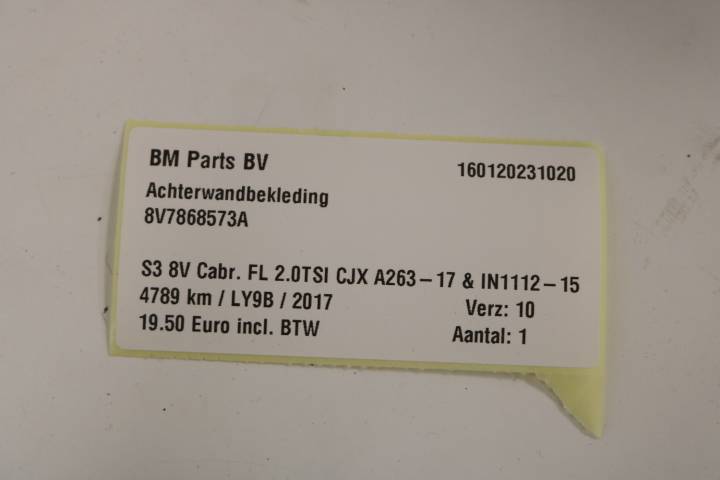 BM Parts BV 160120231020
Achterwandbekleding
8V7868573A
S3 8V Cabr. FL 2.0TSI CJX A263-17 & IN1112-15
4789 km / LY9B / 2017 Verz: 10
19.50 Euro incl. BTW Aantal: 1